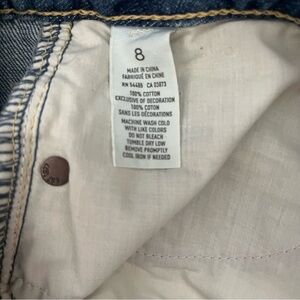 8
MADE IN CHINA
FABRIQUÉ EN CHINE
RN 54485 CA 03073
100% COTTON
EXCLUSIVE OF DECORATION
100% COTON
SANS LES DÉCORATIONS
MACHINE WASH COLD
WITH LIKE COLORS
DO NOT BLEACH
TUMBLE DRY LOW
REMOVE PROMPTLY
COOL IRON IF NEEDED